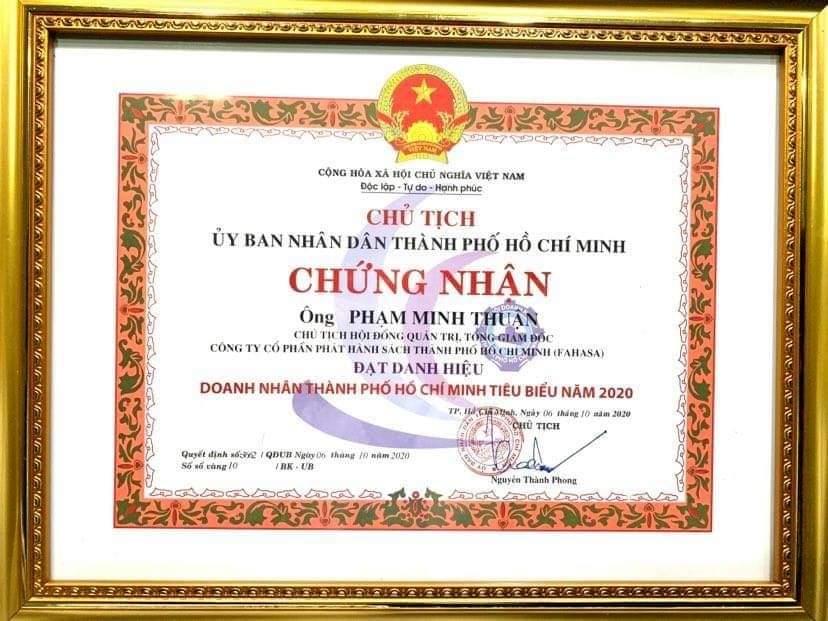 VIỆT NAM
CỘNG HÒA XÃ HỘI CHỦ NGHĨA VIỆT NAM
Độc lập - Tự do - Hạnh phúc
CHỦ TỊCH
ỦY BAN NHÂN DÂN THÀNH PHỐ HỒ CHÍ MINH
CHỨNG NHẬN
Ông PHẠM MINH THUẬN
CHỦ TỊCH HỘI ĐỒNG QUẢN TRỊ, TỔNG GIÁM ĐỐC
CÔNG TY CỔ PHẦN PHÁT HÀNH SÁCH THÀNH PHỐ HỒ CHÍ MINH (FAHASA)
ĐẠT DANH HIỆU
DOANH NHÂN THÀNH PHỐ HỒ CHÍ MINH TIÊU BIỂU NĂM 2020
TP. Hồ Chí Minh, Ngày 06 tháng 10 năm 2020
CHỦ TỊCH
Quyết định số / QĐUB Ngày 06 tháng 10 năm 2020
Số sổ vàng 10 / BK - UB
Nguyễn Thành Phong